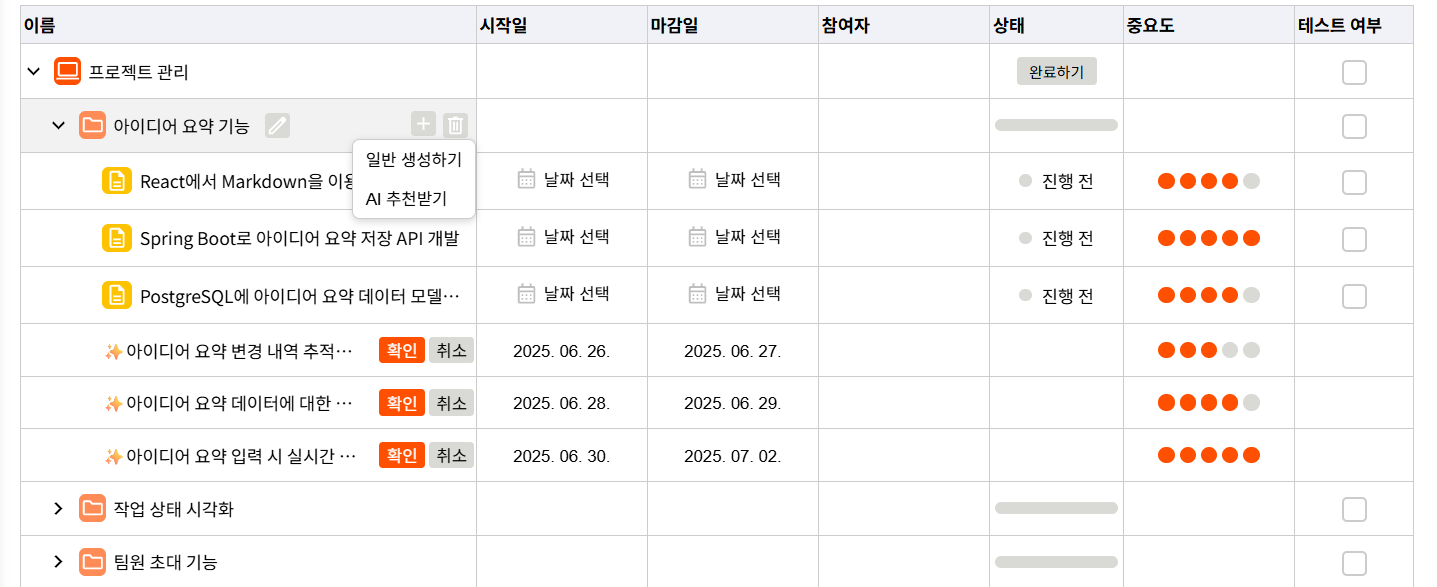 이름 시작일 마감일 참여자 상태 중요도 테스트 여부
프로젝트 관리 완료하기
아이디어 요약 기능
일반 생성하기
AI 추천받기
React에서 Markdown을 이용 날짜 선택 날짜 선택 진행 전
Spring Boot로 아이디어 요약 저장 API 개발 날짜 선택 날짜 선택 진행 전
PostgreSQL에 아이디어 요약 데이터 모델⋯ 날짜 선택 날짜 선택 진행 전
아이디어 요약 변경 내역 추적⋯ 확인 취소 2025. 06. 26. 2025. 06. 27.
아이디어 요약 데이터에 대한 ⋯ 확인 취소 2025. 06. 28. 2025. 06. 29.
아이디어 요약 입력 시 실시간 ⋯ 확인 취소 2025. 06. 30. 2025. 07. 02.
작업 상태 시각화
팀원 초대 기능